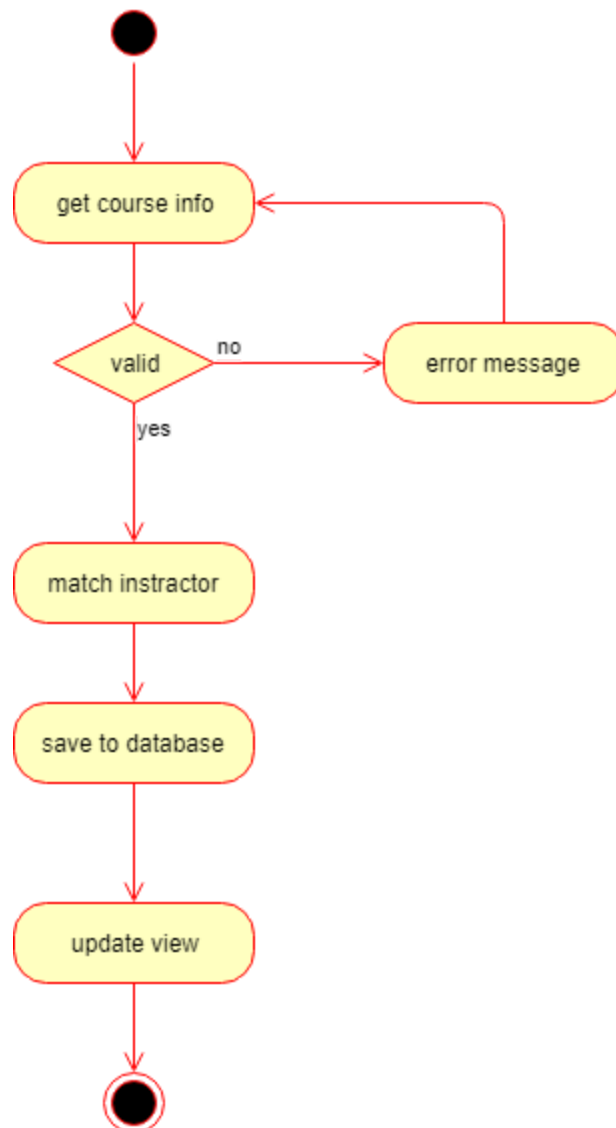 get course info
valid
no
error message
yes
match instractor
save to database
update view